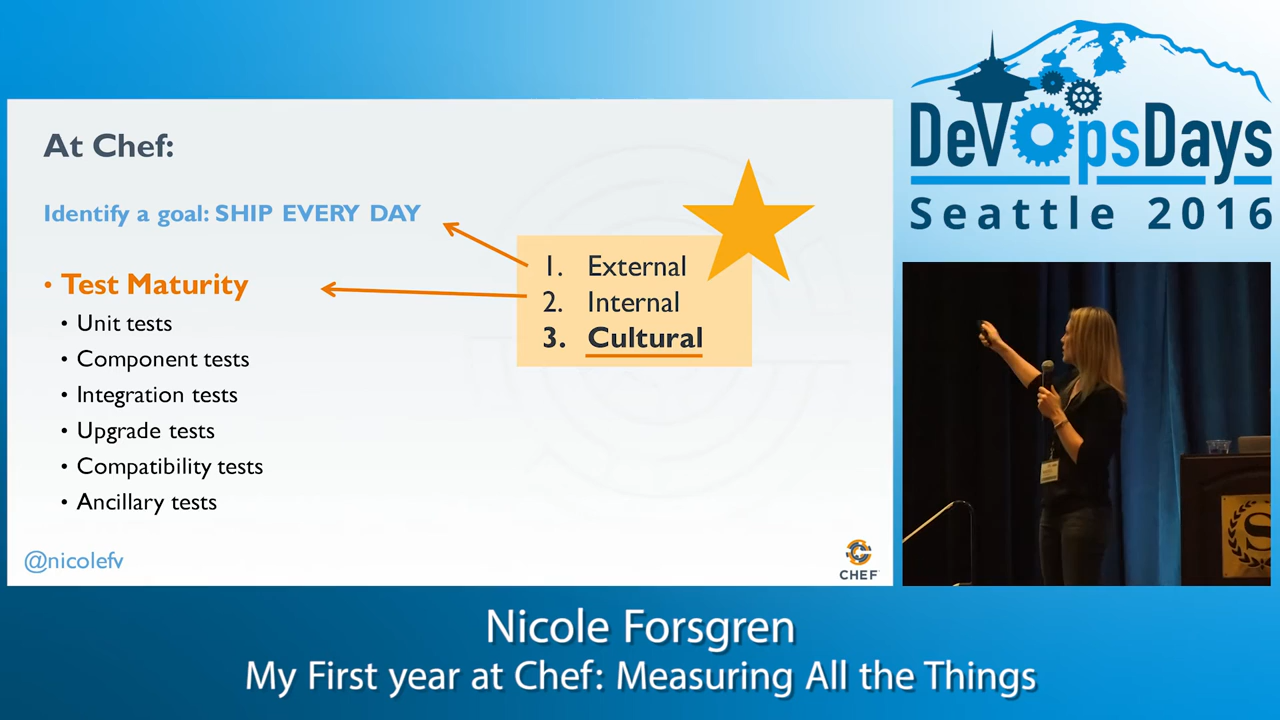 At Chef:
Identify a goal: SHIP EVERY DAY
• Test Maturity
• Unit tests
• Component tests
• Integration tests
• Upgrade tests
• Compatibility tests
• Ancillary tests
1. External
2. Internal
3. Cultural
@nicolefv
CHEF
DevOpsDays
Seattle 2016
S
Nicole Forsgren
My First year at Chef: Measuring All the Things